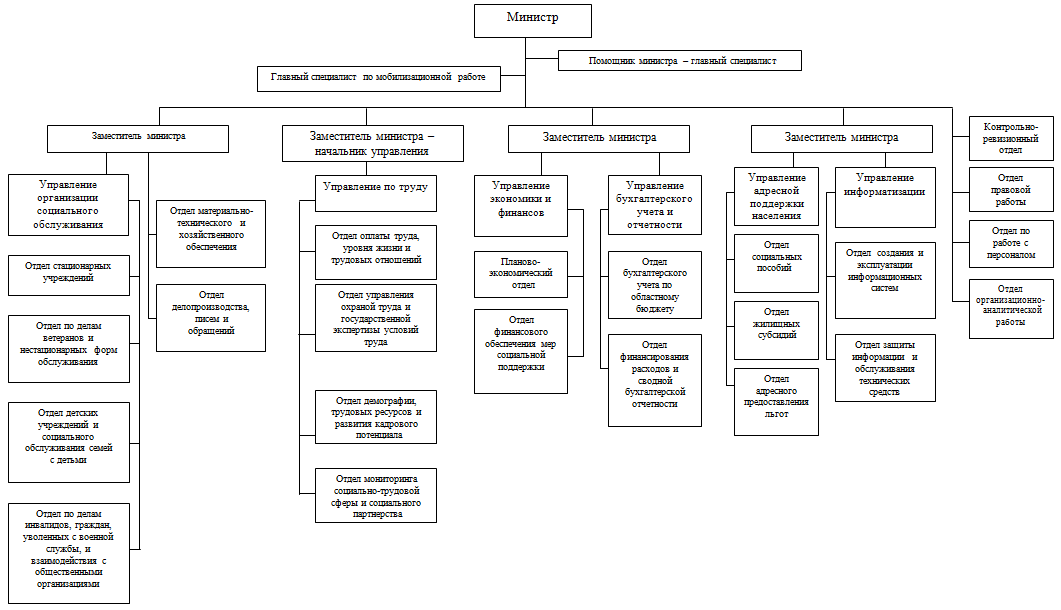 Министр
Помощник министра – главный специалист
Главный специалист по мобилизационной работе
Заместитель министра
Управление
организации
социального
обслуживания
Отдел стационарных
учреждений
Отдел по делам
ветеранов и
нестационарных форм
обслуживания
Отдел детских
учреждений и
социального
обслуживания семей
с детьми
Отдел по делам
инвалидов, граждан,
уволенных с военной
службы, и
взаимодействия с
общественными
организациями
Отдел материально-
технического и
хозяйственного
обеспечения
Отдел
делопроизводства,
писем и
обращений
Заместитель министра –
начальник управления
Управление по труду
Отдел оплаты труда,
уровня жизни и
трудовых отношений
Отдел управления
охраной труда и
государственной
экспертизы условий
труда
Отдел демографии,
трудовых ресурсов и
развития кадрового
потенциала
Отдел мониторинга
социально-трудовой
сферы и социального
партнерства
Заместитель министра
Управление
экономики и
финансов
Планово-
экономический
отдел
Отдел
финансового
обеспечения мер
социальной
поддержки
Управление
бухгалтерского
учета и
отчетности
Отдел
бухгалтерского
учета по
областному
бюджету
Отдел
финансирования
расходов и
сводной
бухгалтерской
отчетности
Заместитель министра
Управление
адресной
поддержки
населения
Отдел
социальных
пособий
Отдел
жилищных
субсидий
Отдел
адресного
предоставления
льгот
Управление
информатизации
Отдел создания и
эксплуатации
информационных
систем
Отдел защиты
информации и
обслуживания
технических
средств
Контрольно-
ревизионный
отдел
Отдел
правовой
работы
Отдел по
работе с
персоналом
Отдел
организационно-
аналитической
работы